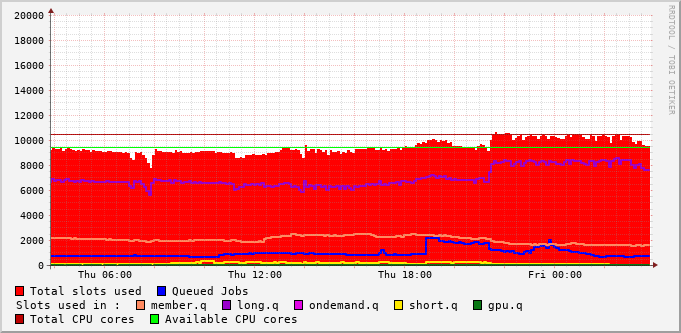 20000
18000
16000
14000
12000
10000
8000
6000
4000
2000
0
Thu 06:00 Thu 12:00 Thu 18:00 Fri 00:00
RRDTOOL / TOBI OETIKER
Total slots used Queued Jobs
Slots used in : member.q long.q ondemand.q short.q gpu.q
Total CPU cores Available CPU cores